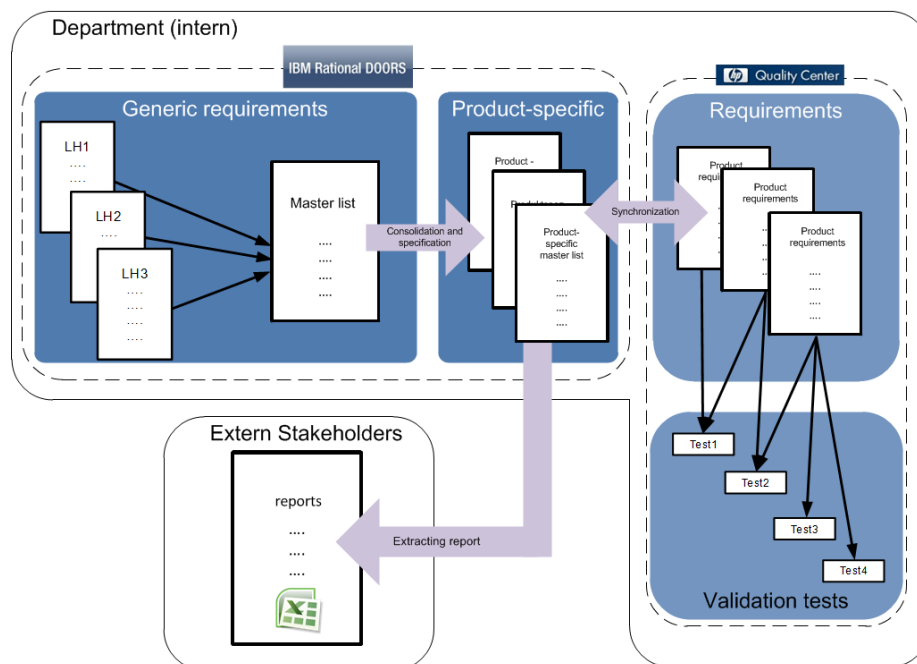 Department (intern)
IBM Rational DOORS
hp Quality Center
Generic requirements
Product-specific
Requirements
LH1
....
....
LH2
....
LH3
....
....
....
....
Master list
....
....
....
....
Consolidation and
specification
Product -
Product-
specific
master list
....
....
....
....
Synchronization
Product
Product
requirements
Product
requirements
....
....
....
....
Test1
Test2
Test3
Test4
Validation tests
Extern Stakeholders
reports
....
....
....
Extracting report